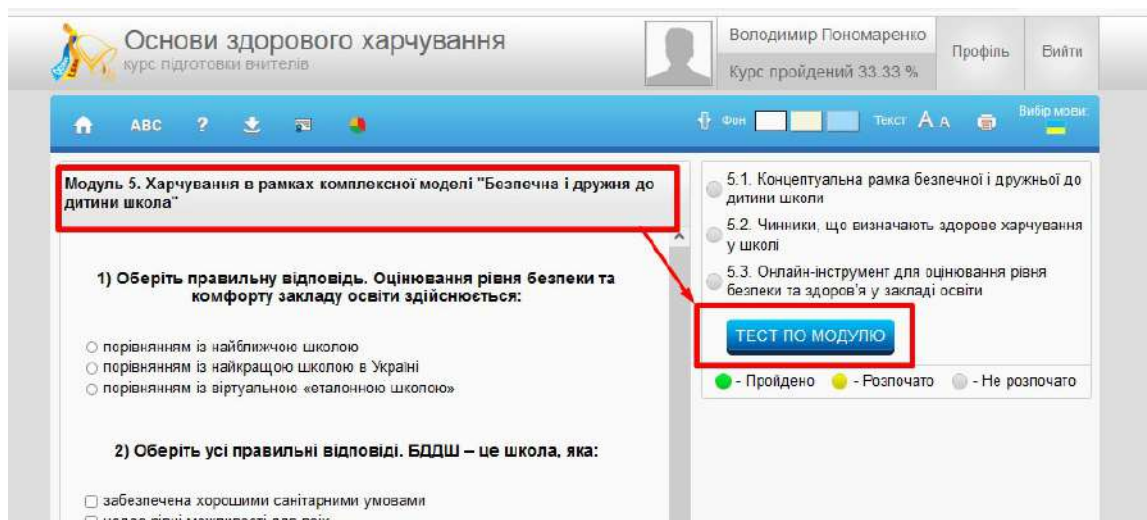 Основи здорового харчування
курс підготовки вчителів
Володимир Пономаренко
Курс пройдений 33.33 %
Профіль
Вийти
ABC
?
Фон
Текст A A
Вибір мови:
Модуль 5. Харчування в рамках комплексної моделі "Безпечна і дружня до
дитини школа"
1) Оберіть правильну відповідь. Оцінювання рівня безпеки та
комфорту закладу освіти здійснюється:
порівнянням із найближчою школою
порівнянням із найкращою школою в Україні
порівнянням із віртуальною «еталонною школою»
2) Оберіть усі правильні відповіді. БДДШ – це школа, яка:
забезпечена хорошими санітарними умовами
5.1. Концептуальна рамка безпечної і дружньої до
дитини школи
5.2. Чинники, що визначають здорове харчування
у школі
5.3. Онлайн-інструмент для оцінювання рівня
безпеки та здоров'я у закладі освіти
ТЕСТ ПО МОДУЛЮ
- Пройдено - Розпочато - Не розпочато